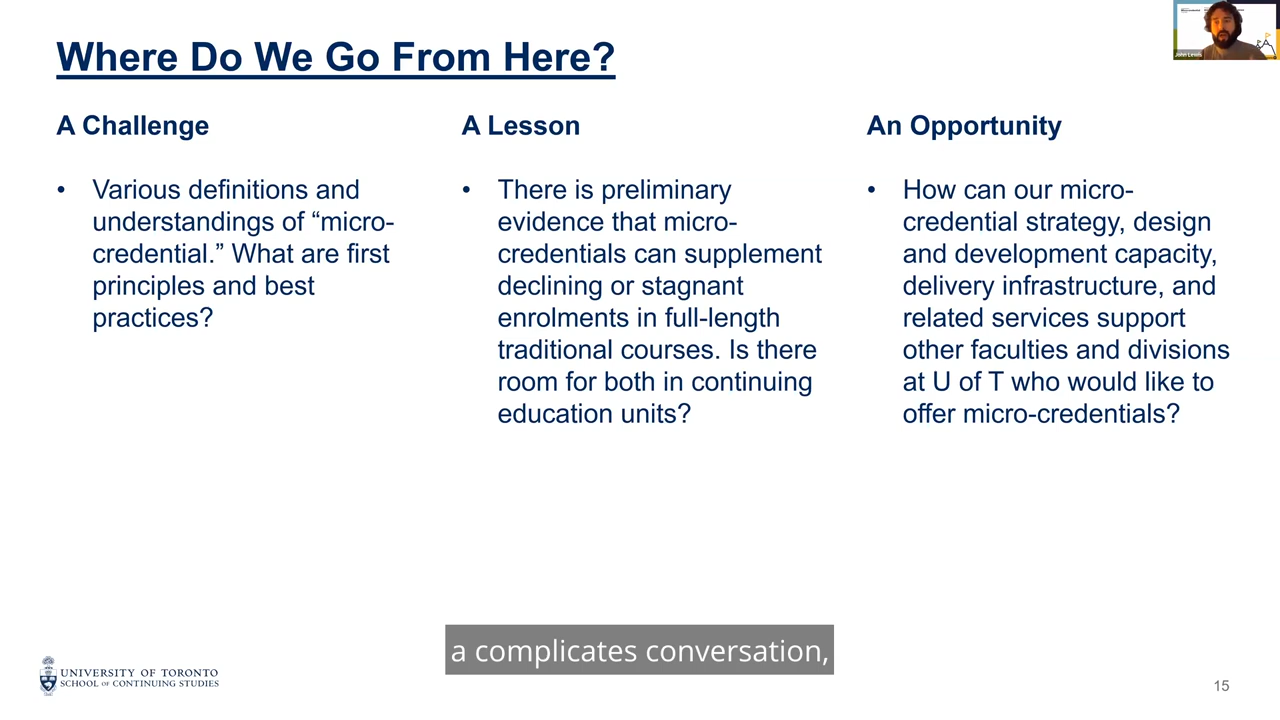 Where Do We Go From Here?
John Lewis
A Challenge
• Various definitions and
understandings of “micro-
credential.” What are first
principles and best
practices?
A Lesson
• There is preliminary
evidence that micro-
credentials can supplement
declining or stagnant
enrolments in full-length
traditional courses. Is there
room for both in continuing
education units?
An Opportunity
• How can our micro-
credential strategy, design
and development capacity,
delivery infrastructure, and
related services support
other faculties and divisions
at U of T who would like to
offer micro-credentials?
a complicates conversation,
UNIVERSITY OF TORONTO
SCHOOL OF CONTINUING STUDIES
15